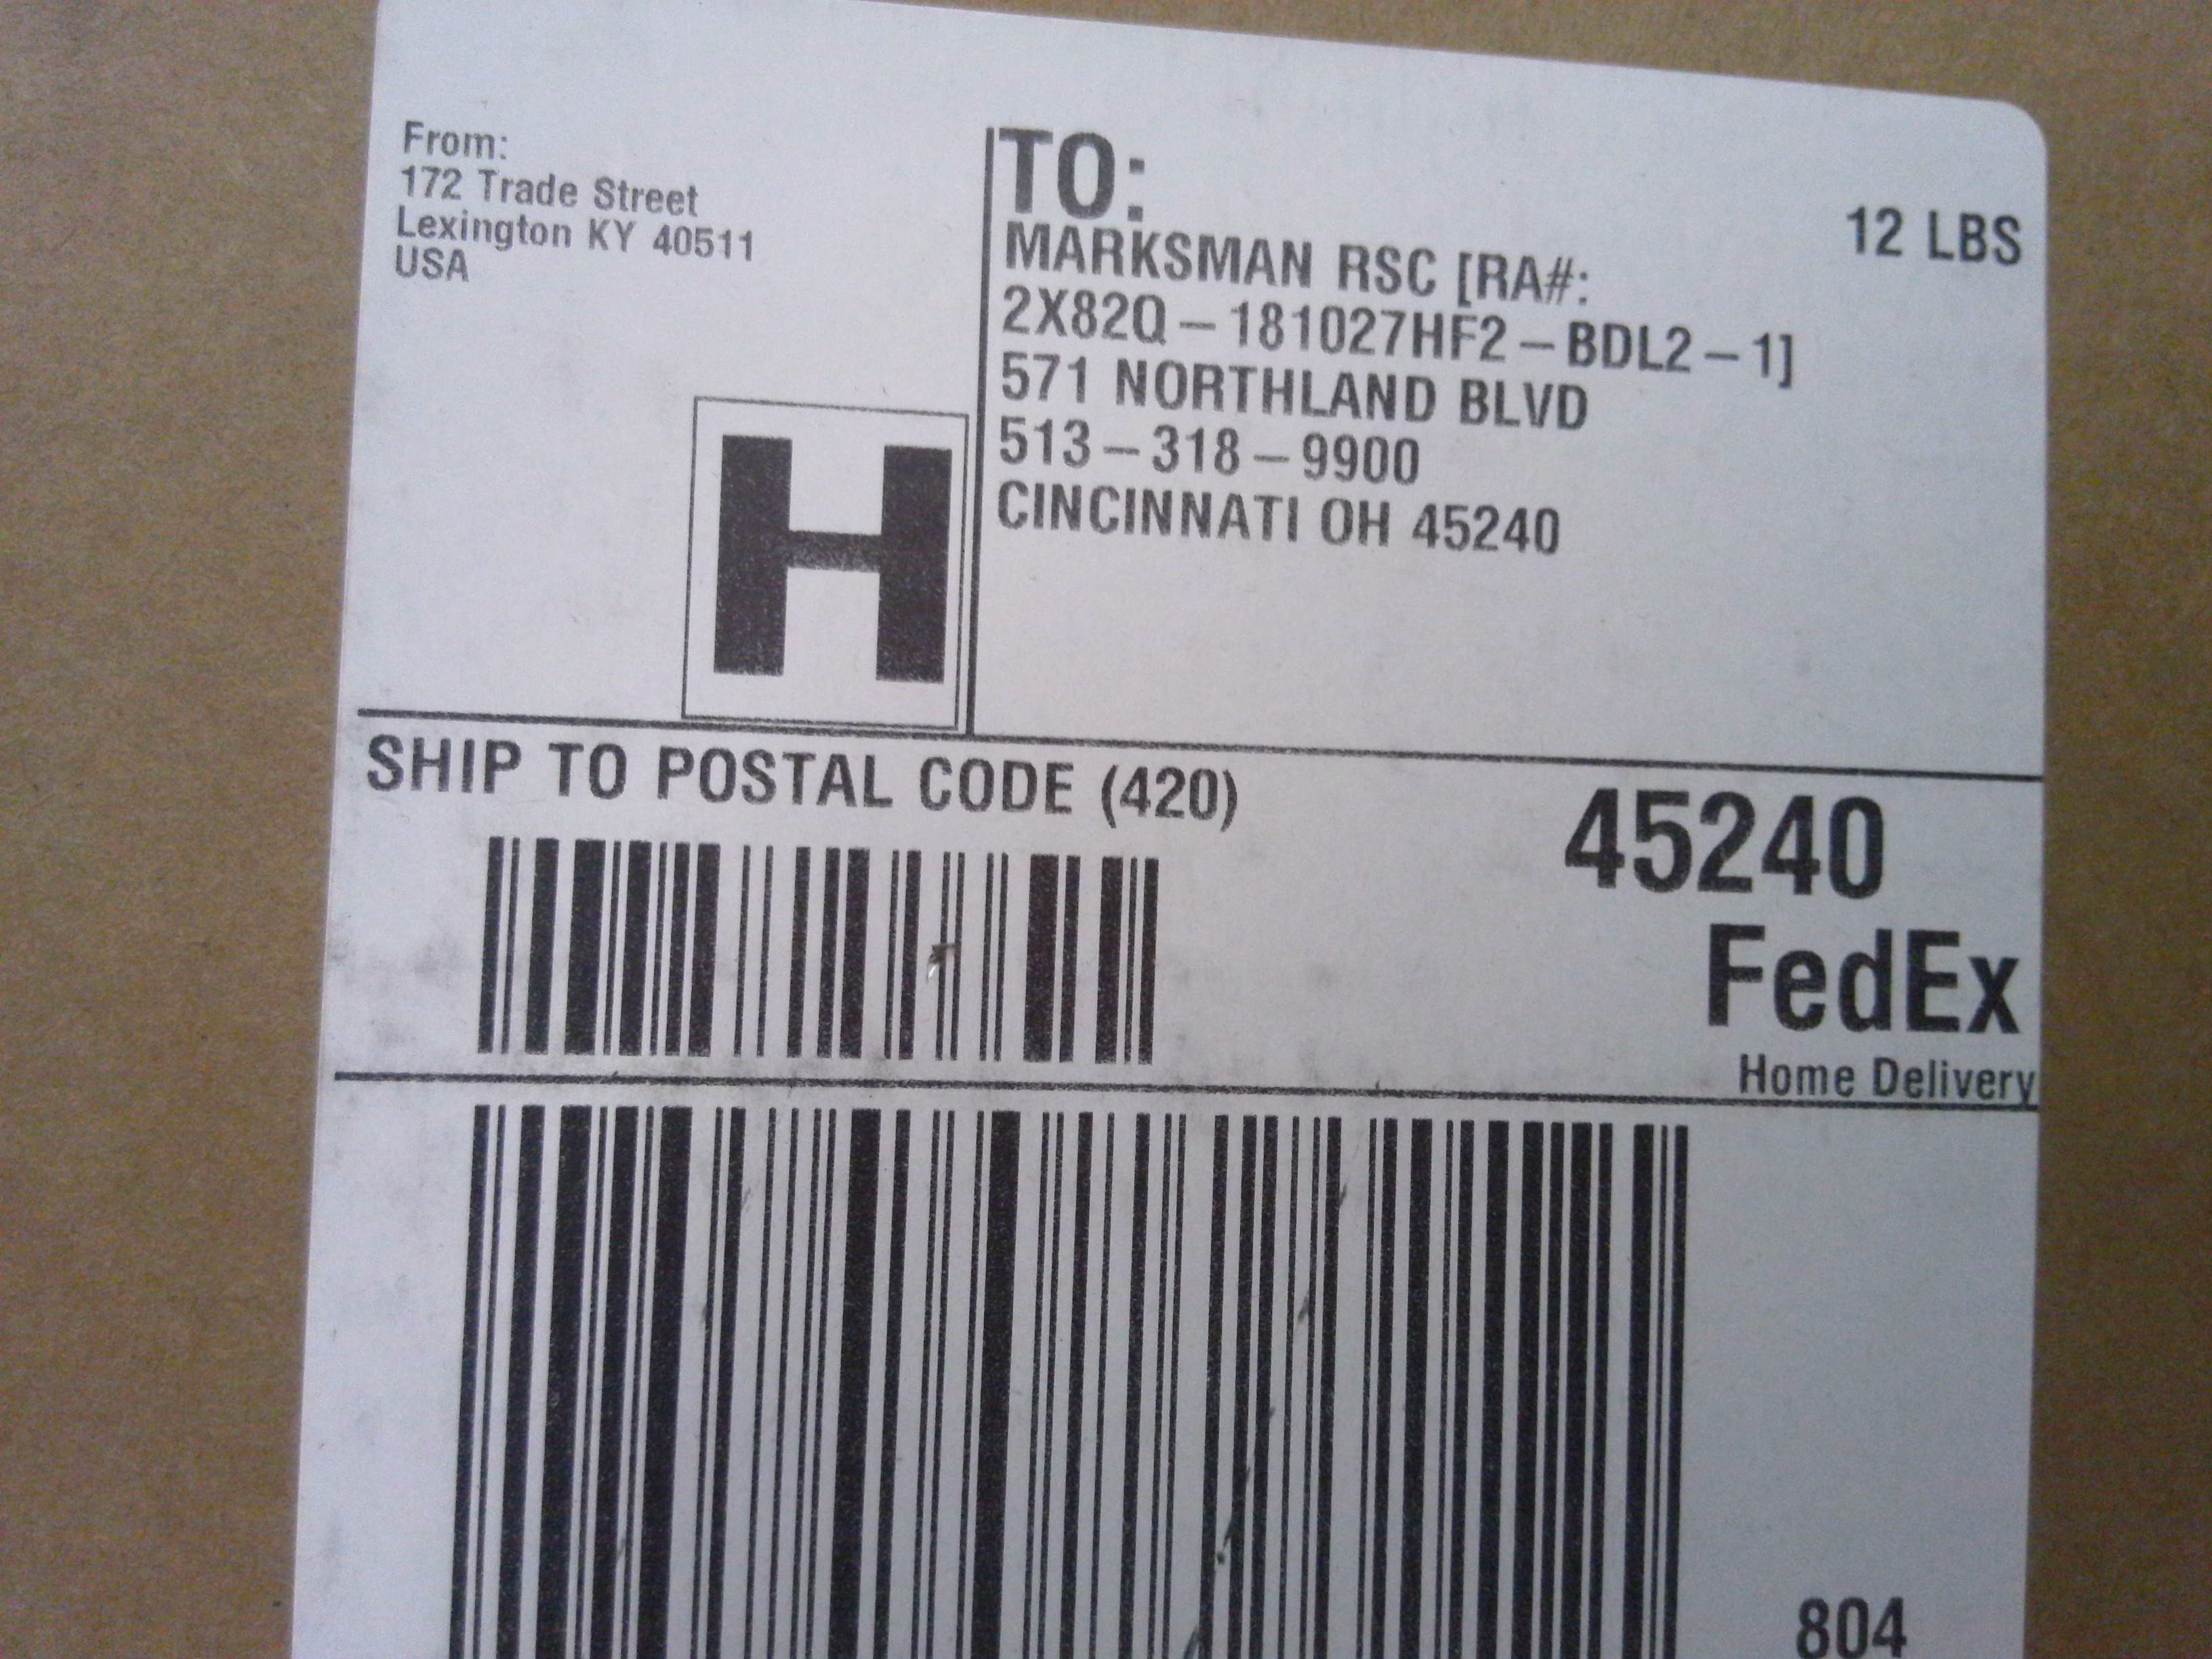 From:
172 Trade Street
Lexington KY 40511
USA
TO:
12 LBS
MARKSMAN RSC [RA#:
2X82Q-181027HF2-BDL2-1]
571 NORTHLAND BLVD
513-318-9900
CINCINNATI OH 45240
H
SHIP TO POSTAL CODE (420)
45240
FedEx
Home Delivery
804